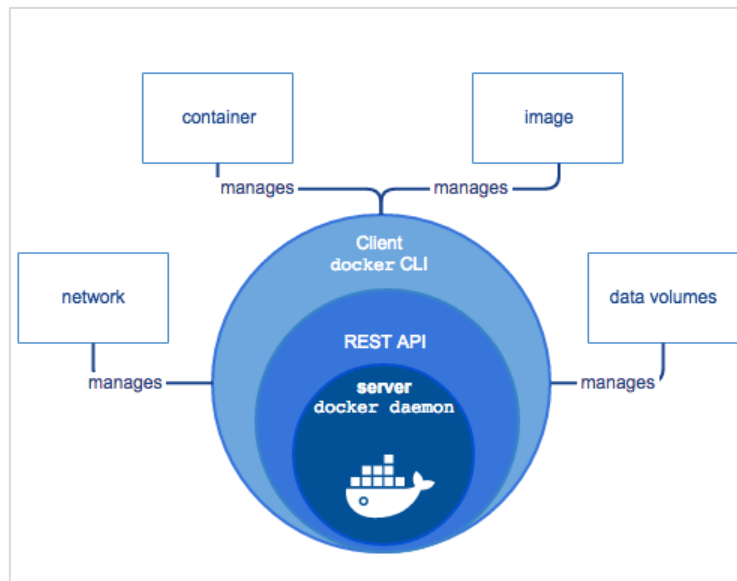 container
image
manages
manages
Client
docker CLI
network
data volumes
REST API
manages
manages
server
docker daemon